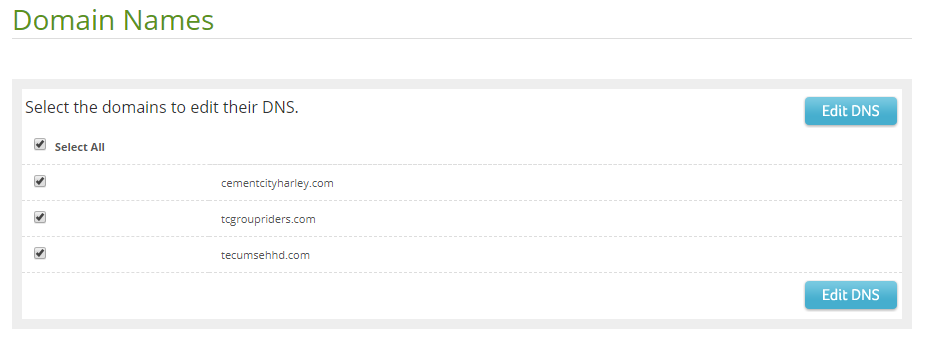 Domain Names
Select the domains to edit their DNS.
Edit DNS
Select All
cementcityharley.com
tcgroupriders.com
tecumsehhd.com
Edit DNS